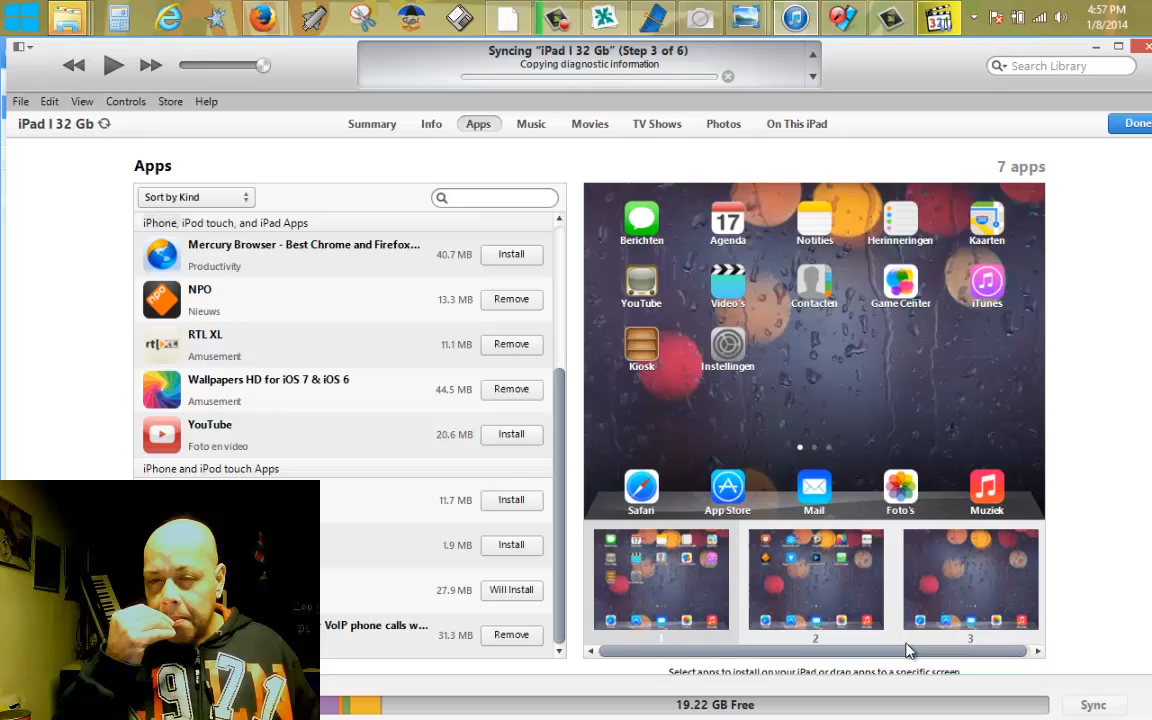 4:57 PM
1/8/2014
Syncing "iPad I 32 Gb" (Step 3 of 6)
Copying diagnostic information
Search Library
File Edit View Controls Store Help
iPad I 32 Gb
Summary Info Apps Music Movies TV Shows Photos On This iPad Done
Apps
7 apps
Sort by Kind
iPhone, iPod touch, and iPad Apps
Mercury Browser - Best Chrome and Firefox...
Productivity
40.7 MB
Install
NPO
Nieuws
13.3 MB
Remove
RTL XL
Amusement
11.1 MB
Remove
Wallpapers HD for iOS 7 & iOS 6
Amusement
44.5 MB
Remove
YouTube
Foto en video
20.6 MB
Install
iPhone and iPod touch Apps
11.7 MB
Install
1.9 MB
Install
27.9 MB
Will Install
VoIP phone calls w...
31.3 MB
Remove
17
Berichten Agenda Notities Herinneringen Kaarten
YouTube Video's Contacten Game Center iTunes
Kiosk Instellingen
Safari App Store Mail Foto's Muziek
1 2 3
Select apps to install on your iPad or drag apps to a specific screen.
19.22 GB Free
Sync
320
npo
rtl xl
1971